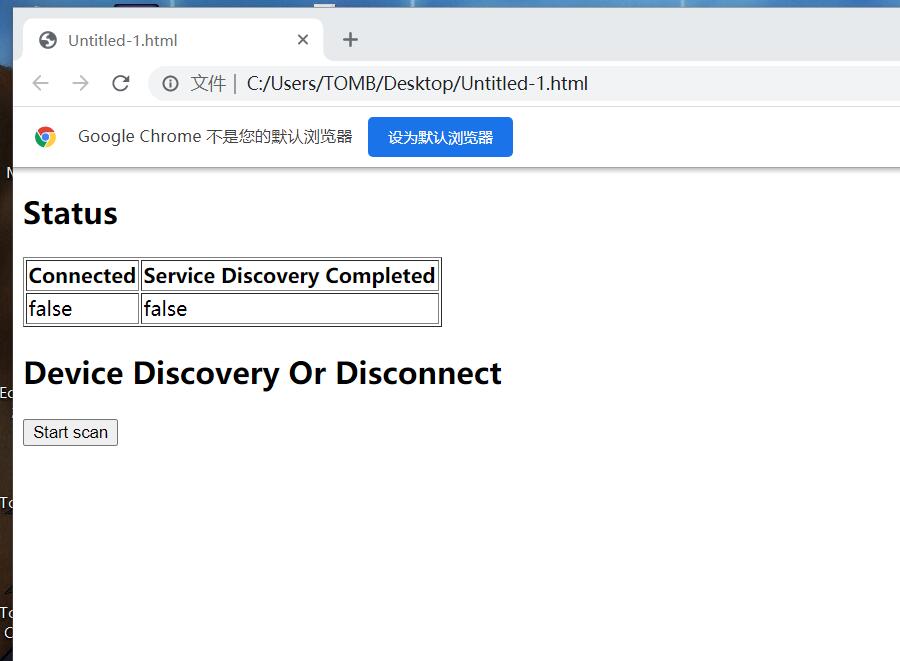 Untitled-1.html
文件 | C:/Users/TOMB/Desktop/Untitled-1.html
Google Chrome 不是您的默认浏览器 设为默认浏览器
Status
Connected Service Discovery Completed
false false
Device Discovery Or Disconnect
Start scan